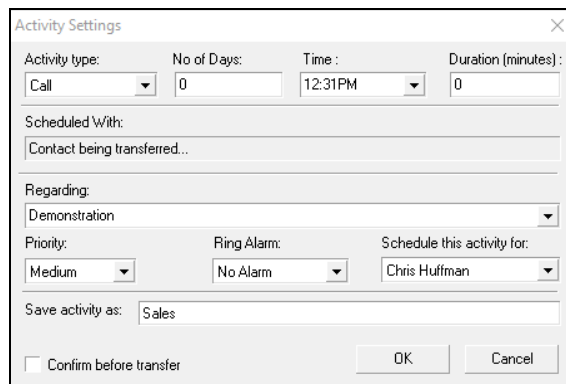 Activity Settings
Activity type: No of Days: Time : Duration (minutes) :
Call 0 12:31PM 0
Scheduled With:
Contact being transferred...
Regarding:
Demonstration
Priority: Ring Alarm: Schedule this activity for:
Medium No Alarm Chris Huffman
Save activity as: Sales
Confirm before transfer OK Cancel